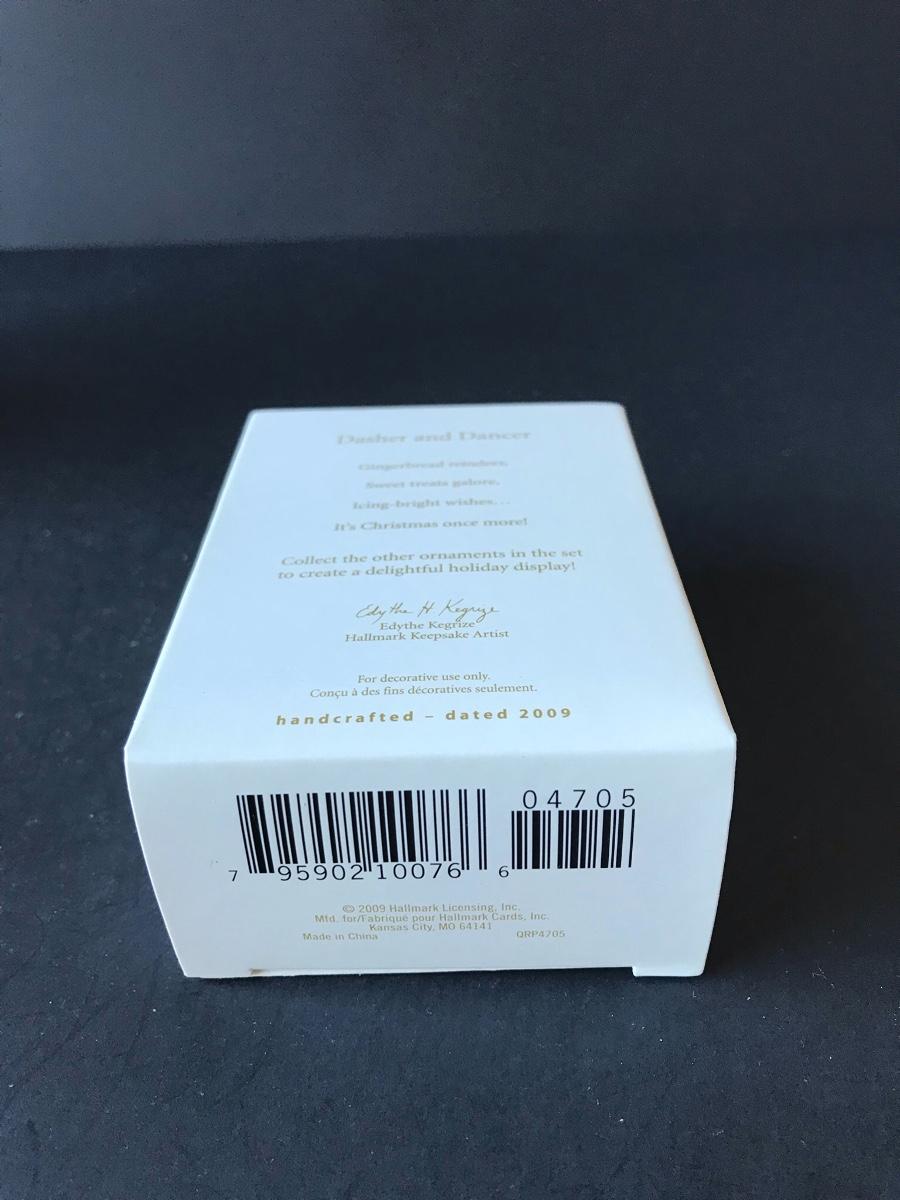 Dasher and Dancer
Gingerbread reindeer,
Sweet treats galore,
Icing-bright wishes...
It's Christmas once more!
Collect the other ornaments in the set
to create a delightful holiday display!
Edythe H Kegrize
Edythe Kegrize
Hallmark Keepsake Artist
For decorative use only.
Conçu à des fins décoratives seulement.
handcrafted – dated 2009
04705
7 95902 10076 6
© 2009 Hallmark Licensing, Inc.
Mfd. for/Fabriqué pour Hallmark Cards, Inc.
Kansas City, MO 64141
Made in China QRP4705